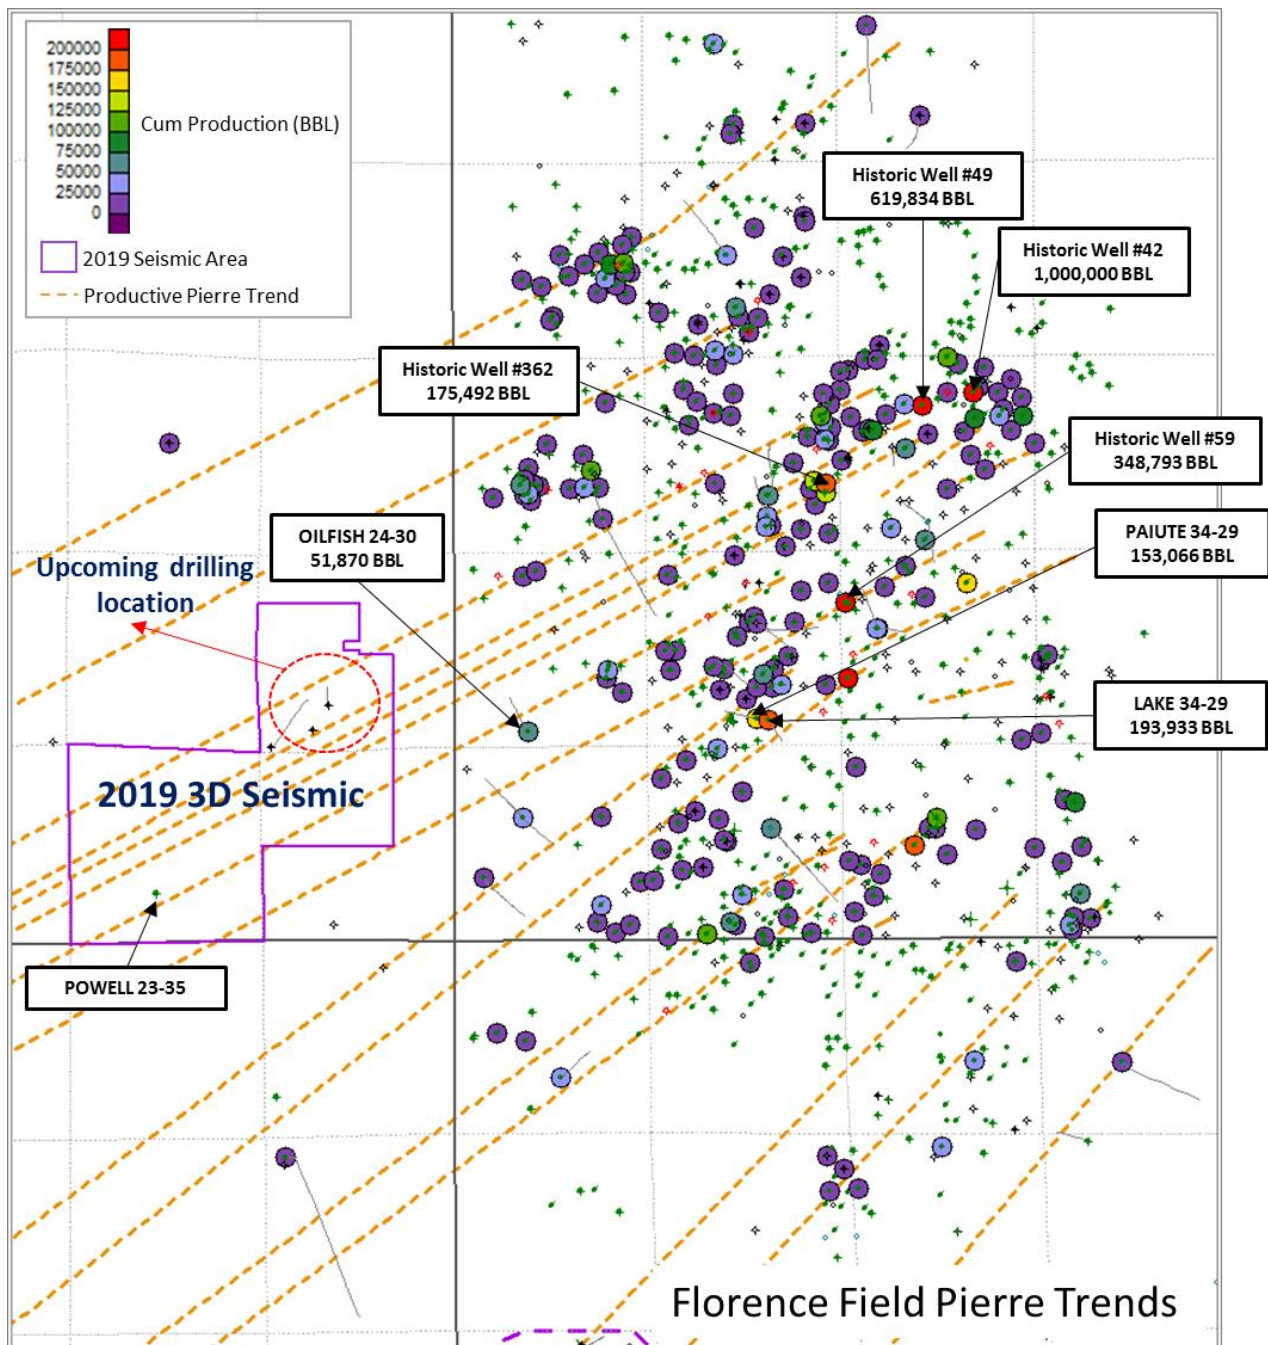 200000
175000
150000
125000
100000
75000
50000
25000
0
Cum Production (BBL)
2019 Seismic Area
Productive Pierre Trend
Historic Well #49
619,834 BBL
Historic Well #42
1,000,000 BBL
Historic Well #362
175,492 BBL
Historic Well #59
348,793 BBL
OILFISH 24-30
51,870 BBL
PAIUTE 34-29
153,066 BBL
Upcoming drilling
location
LAKE 34-29
193,933 BBL
2019 3D Seismic
POWELL 23-35
Florence Field Pierre Trends